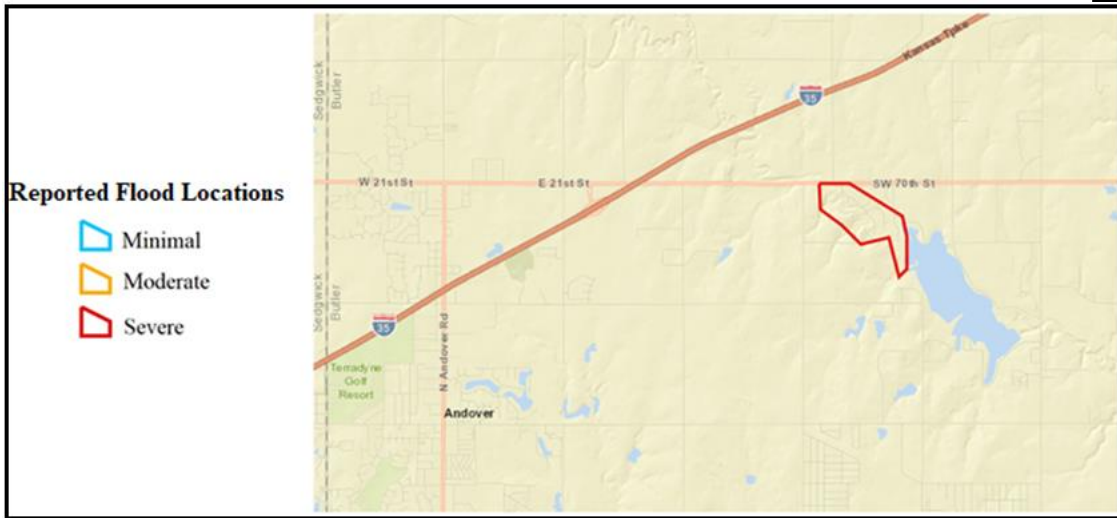 Reported Flood Locations
Minimal
Moderate
Severe
Sedgwick
Butler
Kansas Tpke
35
W 21st St
E 21st St
SW 70th St
Sedgwick
Butler
35
N Andover Rd
Terradyne
Golf
Resort
Andover